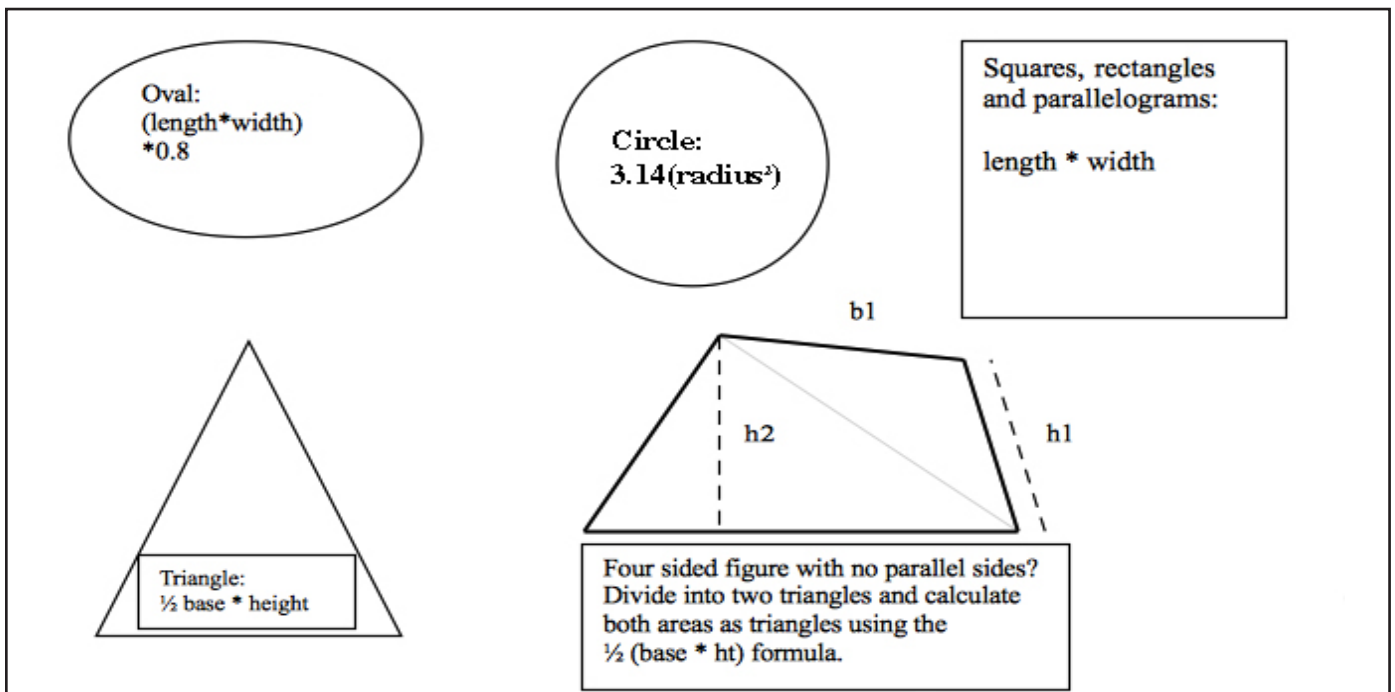 Oval:
(length*width)
*0.8
Circle:
3.14(radius²)
Squares, rectangles
and parallelograms:
length * width
b1
h2
h1
Triangle:
½ base * height
Four sided figure with no parallel sides?
Divide into two triangles and calculate
both areas as triangles using the
½ (base * ht) formula.